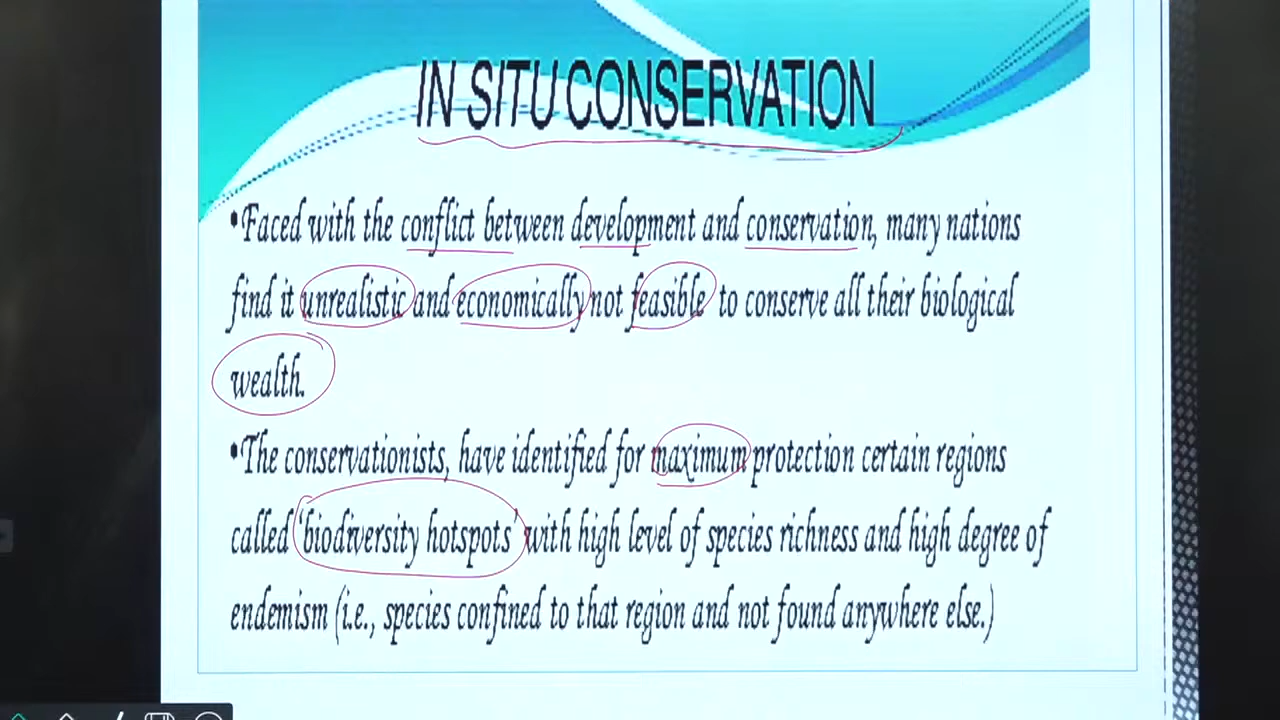 IN SITU CONSERVATION
•Faced with the conflict between development and conservation, many nations
find it unrealistic and economically not feasible to conserve all their biological
wealth.
•The conservationists, have identified for maximum protection certain regions
called ‘biodiversity hotspots’ with high level of species richness and high degree of
endemism (i.e., species confined to that region and not found anywhere else.)